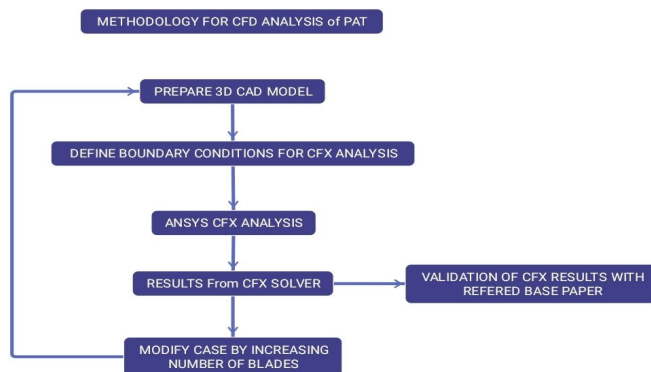 METHODOLOGY FOR CFD ANALYSIS of PAT
PREPARE 3D CAD MODEL
DEFINE BOUNDARY CONDITIONS FOR CFX ANALYSIS
ANSYS CFX ANALYSIS
RESULTS From CFX SOLVER
VALIDATION OF CFX RESULTS WITH
REFERED BASE PAPER
MODIFY CASE BY INCREASING
NUMBER OF BLADES